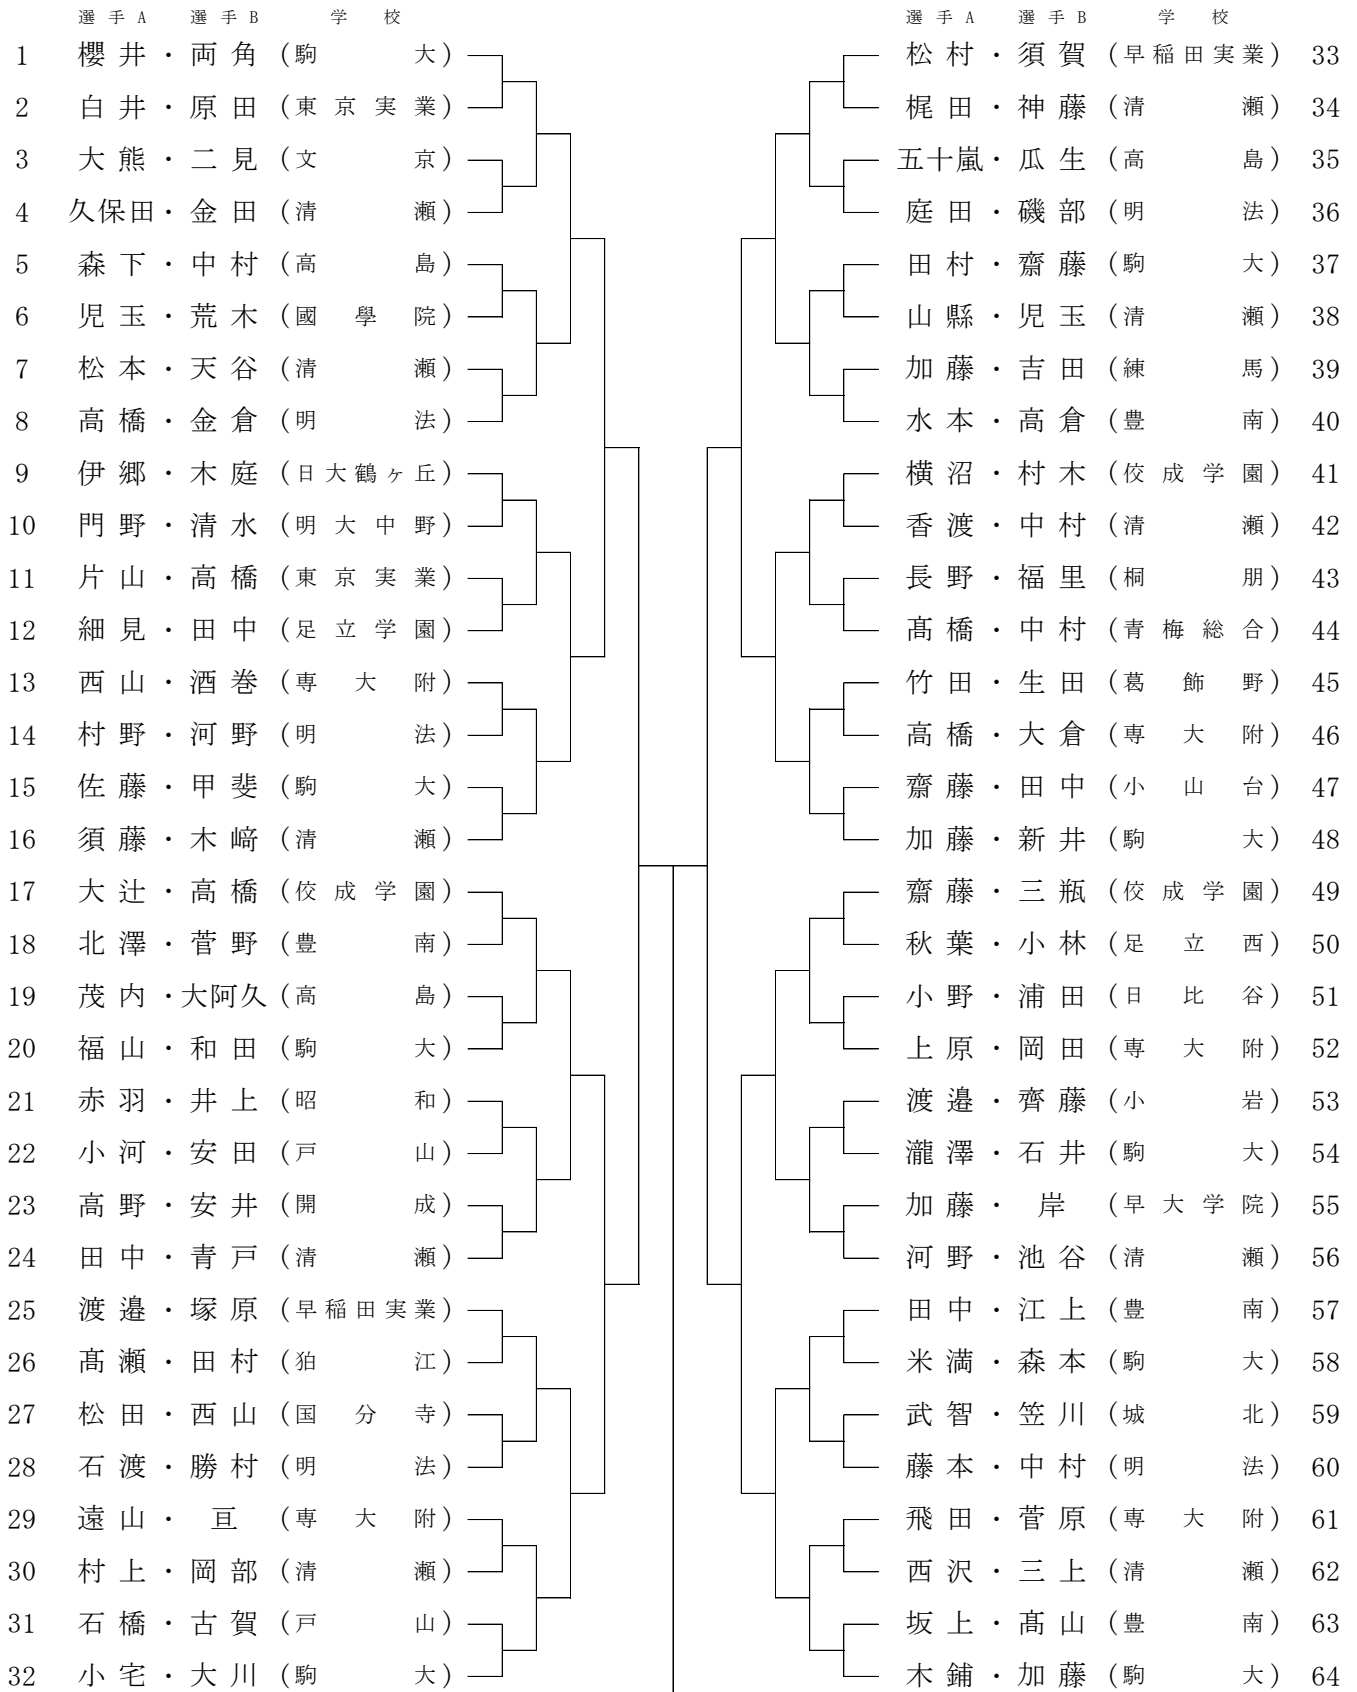 選手A 選手B 学校
1 櫻井・両角 (駒大)
2 白井・原田 (東京実業)
3 大熊・二見 (文京)
4 久保田・金田 (清瀬)
5 森下・中村 (高島)
6 児玉・荒木 (國學院)
7 松本・天谷 (清瀬)
8 高橋・金倉 (明法)
9 伊郷・木庭 (日大鶴ヶ丘)
10 門野・清水 (明大中野)
11 片山・高橋 (東京実業)
12 細見・田中 (足立学園)
13 西山・酒巻 (専大附)
14 村野・河野 (明法)
15 佐藤・甲斐 (駒大)
16 須藤・木﨑 (清瀬)
17 大辻・高橋 (佼成学園)
18 北澤・菅野 (豊南)
19 茂内・大阿久 (高島)
20 福山・和田 (駒大)
21 赤羽・井上 (昭和)
22 小河・安田 (戸山)
23 高野・安井 (開成)
24 田中・青戸 (清瀬)
25 渡邉・塚原 (早稲田実業)
26 髙瀬・田村 (狛江)
27 松田・西山 (国分寺)
28 石渡・勝村 (明法)
29 遠山・亘 (専大附)
30 村上・岡部 (清瀬)
31 石橋・古賀 (戸山)
32 小宅・大川 (駒大)
選手A 選手B 学校
松村・須賀 (早稲田実業) 33
梶田・神藤 (清瀬) 34
五十嵐・瓜生 (高島) 35
庭田・磯部 (明法) 36
田村・齋藤 (駒大) 37
山縣・児玉 (清瀬) 38
加藤・吉田 (練馬) 39
水本・高倉 (豊南) 40
横沼・村木 (佼成学園) 41
香渡・中村 (清瀬) 42
長野・福里 (桐朋) 43
髙橋・中村 (青梅総合) 44
竹田・生田 (葛飾野) 45
高橋・大倉 (専大附) 46
齋藤・田中 (小山台) 47
加藤・新井 (駒大) 48
齋藤・三瓶 (佼成学園) 49
秋葉・小林 (足立西) 50
小野・浦田 (日比谷) 51
上原・岡田 (専大附) 52
渡邉・齊藤 (小岩) 53
瀧澤・石井 (駒大) 54
加藤・岸 (早大学院) 55
河野・池谷 (清瀬) 56
田中・江上 (豊南) 57
米満・森本 (駒大) 58
武智・笠川 (城北) 59
藤本・中村 (明法) 60
飛田・菅原 (専大附) 61
西沢・三上 (清瀬) 62
坂上・髙山 (豊南) 63
木鋪・加藤 (駒大) 64